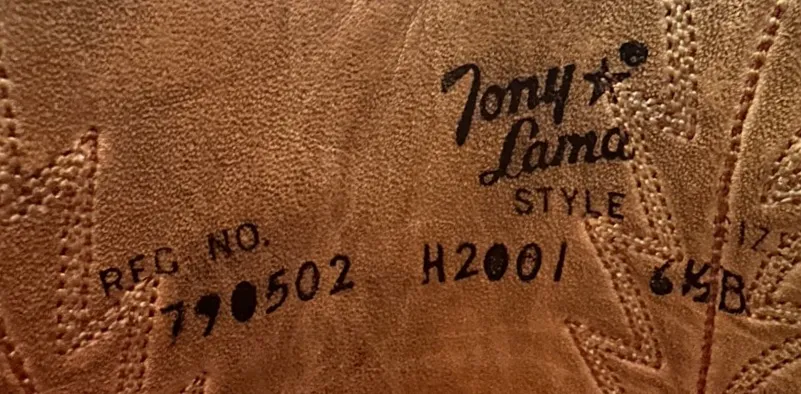 Tony
Lama
STYLE
REG NO.
790502 H2001 6½B